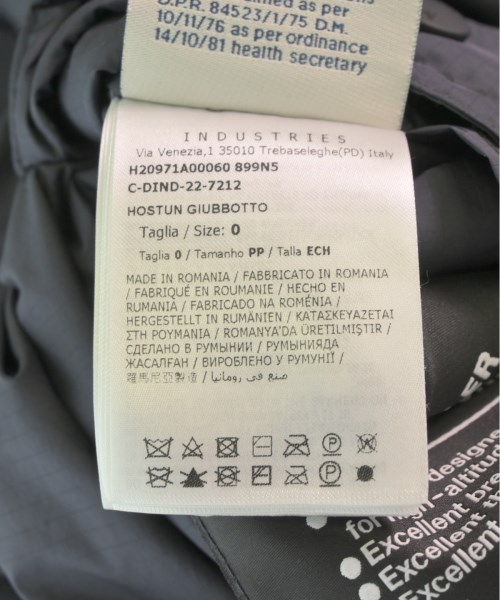 D.P.R. 84523/1/75 D.M.
10/11/76 as per ordinance
14/10/81 health secretary
INDUSTRIES
Via Venezia,1 35010 Trebaseleghe(PD) Italy
H20971A00060 899N5
C-DIND-22-7212
HOSTUN GIUBBOTTO
Taglia / Size: 0
Taglia 0 / Tamanho PP / Talla ECH
MADE IN ROMANIA / FABBRICATO IN ROMANIA
/ FABRIQUÉ EN ROUMANIE / HECHO EN
RUMANIA / FABRICADO NA ROMÉNIA /
HERGESTELLT IN RUMÄNIEN / ΚΑΤΑΣΚΕΥΑΖΕΤΑΙ
ΣΤΗ ΡΟΥΜΑΝΙΑ / ROMANYA'DA ÜRETILMIŞTIR /
СДЕЛАНО В РУМЫНИИ / РУМЫНИЯДА
ЖАСАЛҒАН / ВИРОБЛЕНО У РУМУНІЇ /
羅馬尼亞製造 / صنع في رومانيا
for high-altitud
Excellent bre
Excellent
Excellent